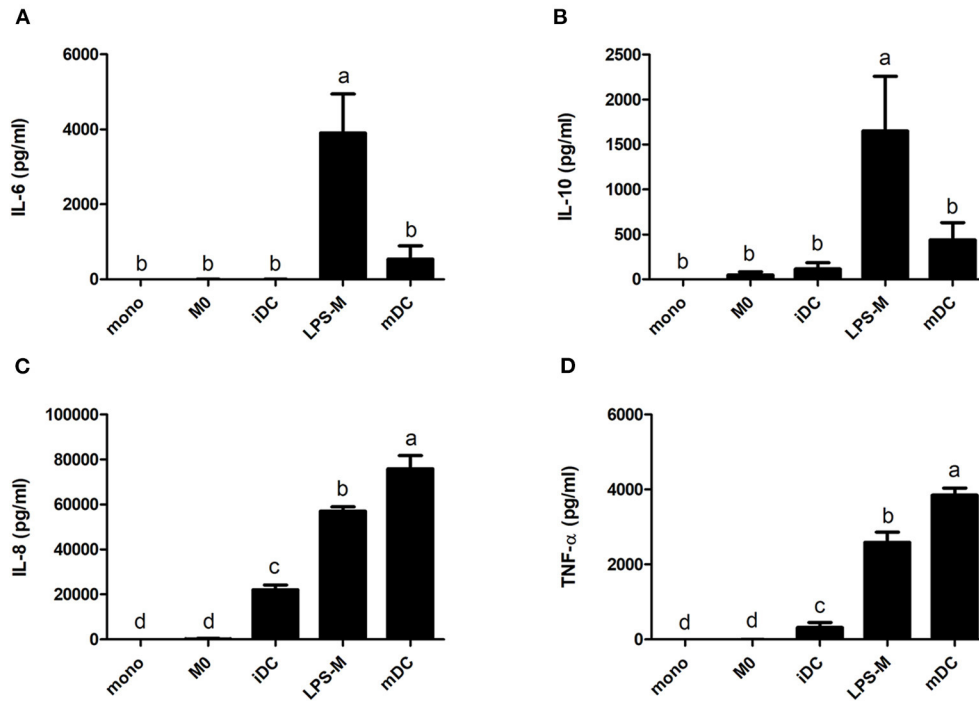 A
IL-6 (pg/ml)
6000
4000
2000
0
b b b a b
mono M0 iDC LPS-M mDC
B
IL-10 (pg/ml)
2500
2000
1500
1000
500
0
b b b a b
mono M0 iDC LPS-M mDC
C
IL-8 (pg/ml)
100000
80000
60000
40000
20000
0
d d c b a
mono M0 iDC LPS-M mDC
D
TNF-α (pg/ml)
6000
4000
2000
0
d d c b a
mono M0 iDC LPS-M mDC